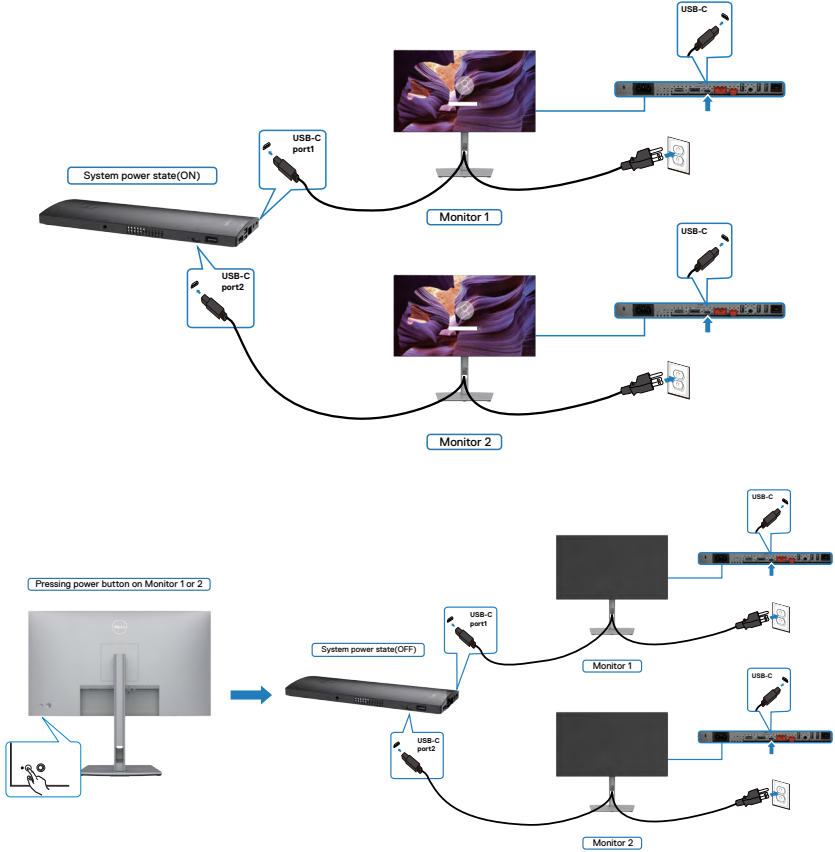 USB-C
USB-C
port1
System power state(ON)
Monitor 1
USB-C
USB-C
port2
Monitor 2
USB-C
Pressing power button on Monitor 1 or 2
DELL
USB-C
port1
System power state(OFF)
Monitor 1
USB-C
USB-C
port2
Monitor 2